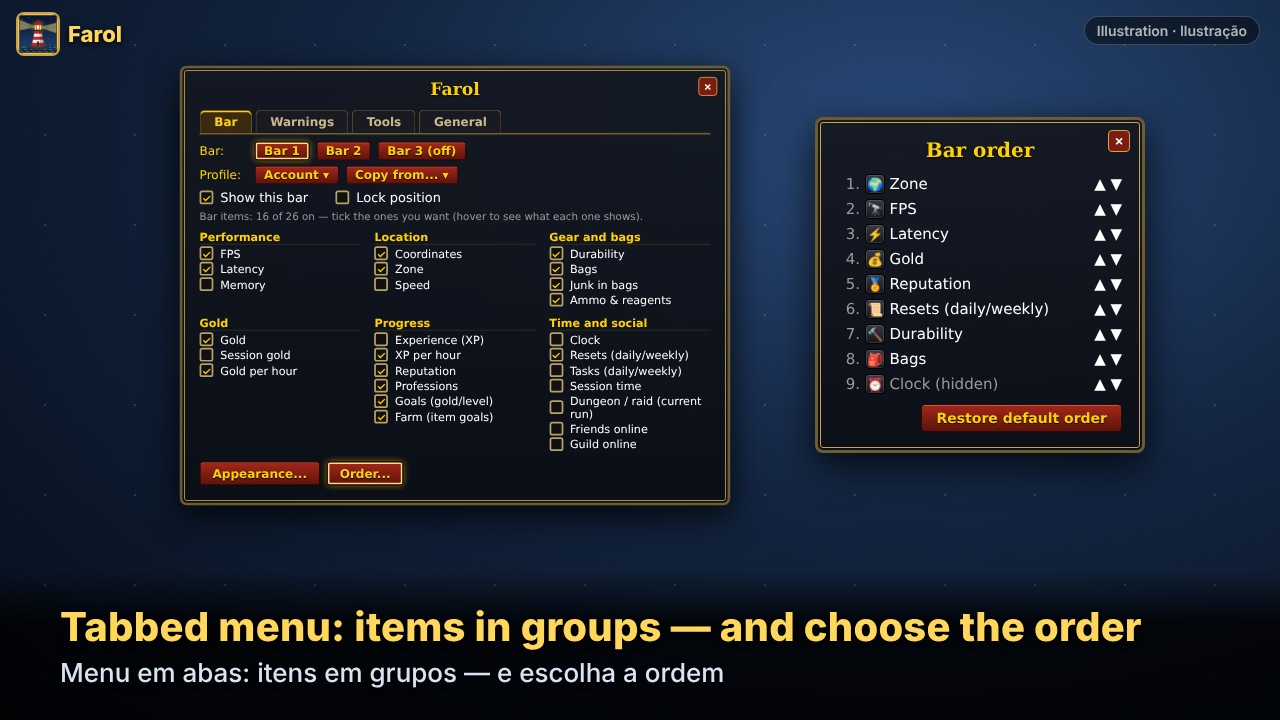 Farol
Illustration · Ilustração
Farol
×
Bar Warnings Tools General
Bar: Bar 1 Bar 2 Bar 3 (off)
Profile: Account ▾ Copy from... ▾
Show this bar Lock position
Bar items: 16 of 26 on — tick the ones you want (hover to see what each one shows).
Performance
FPS
Latency
Memory
Location
Coordinates
Zone
Speed
Gear and bags
Durability
Bags
Junk in bags
Ammo & reagents
Gold
Gold
Session gold
Gold per hour
Progress
Experience (XP)
XP per hour
Reputation
Professions
Goals (gold/level)
Farm (item goals)
Time and social
Clock
Resets (daily/weekly)
Tasks (daily/weekly)
Session time
Dungeon / raid (current
run)
Friends online
Guild online
Appearance... Order...
Bar order
×
1. Zone ▲▼
2. FPS ▲▼
3. Latency ▲▼
4. Gold ▲▼
5. Reputation ▲▼
6. Resets (daily/weekly) ▲▼
7. Durability ▲▼
8. Bags ▲▼
9. Clock (hidden) ▲▼
Restore default order
Tabbed menu: items in groups — and choose the order
Menu em abas: itens em grupos — e escolha a ordem